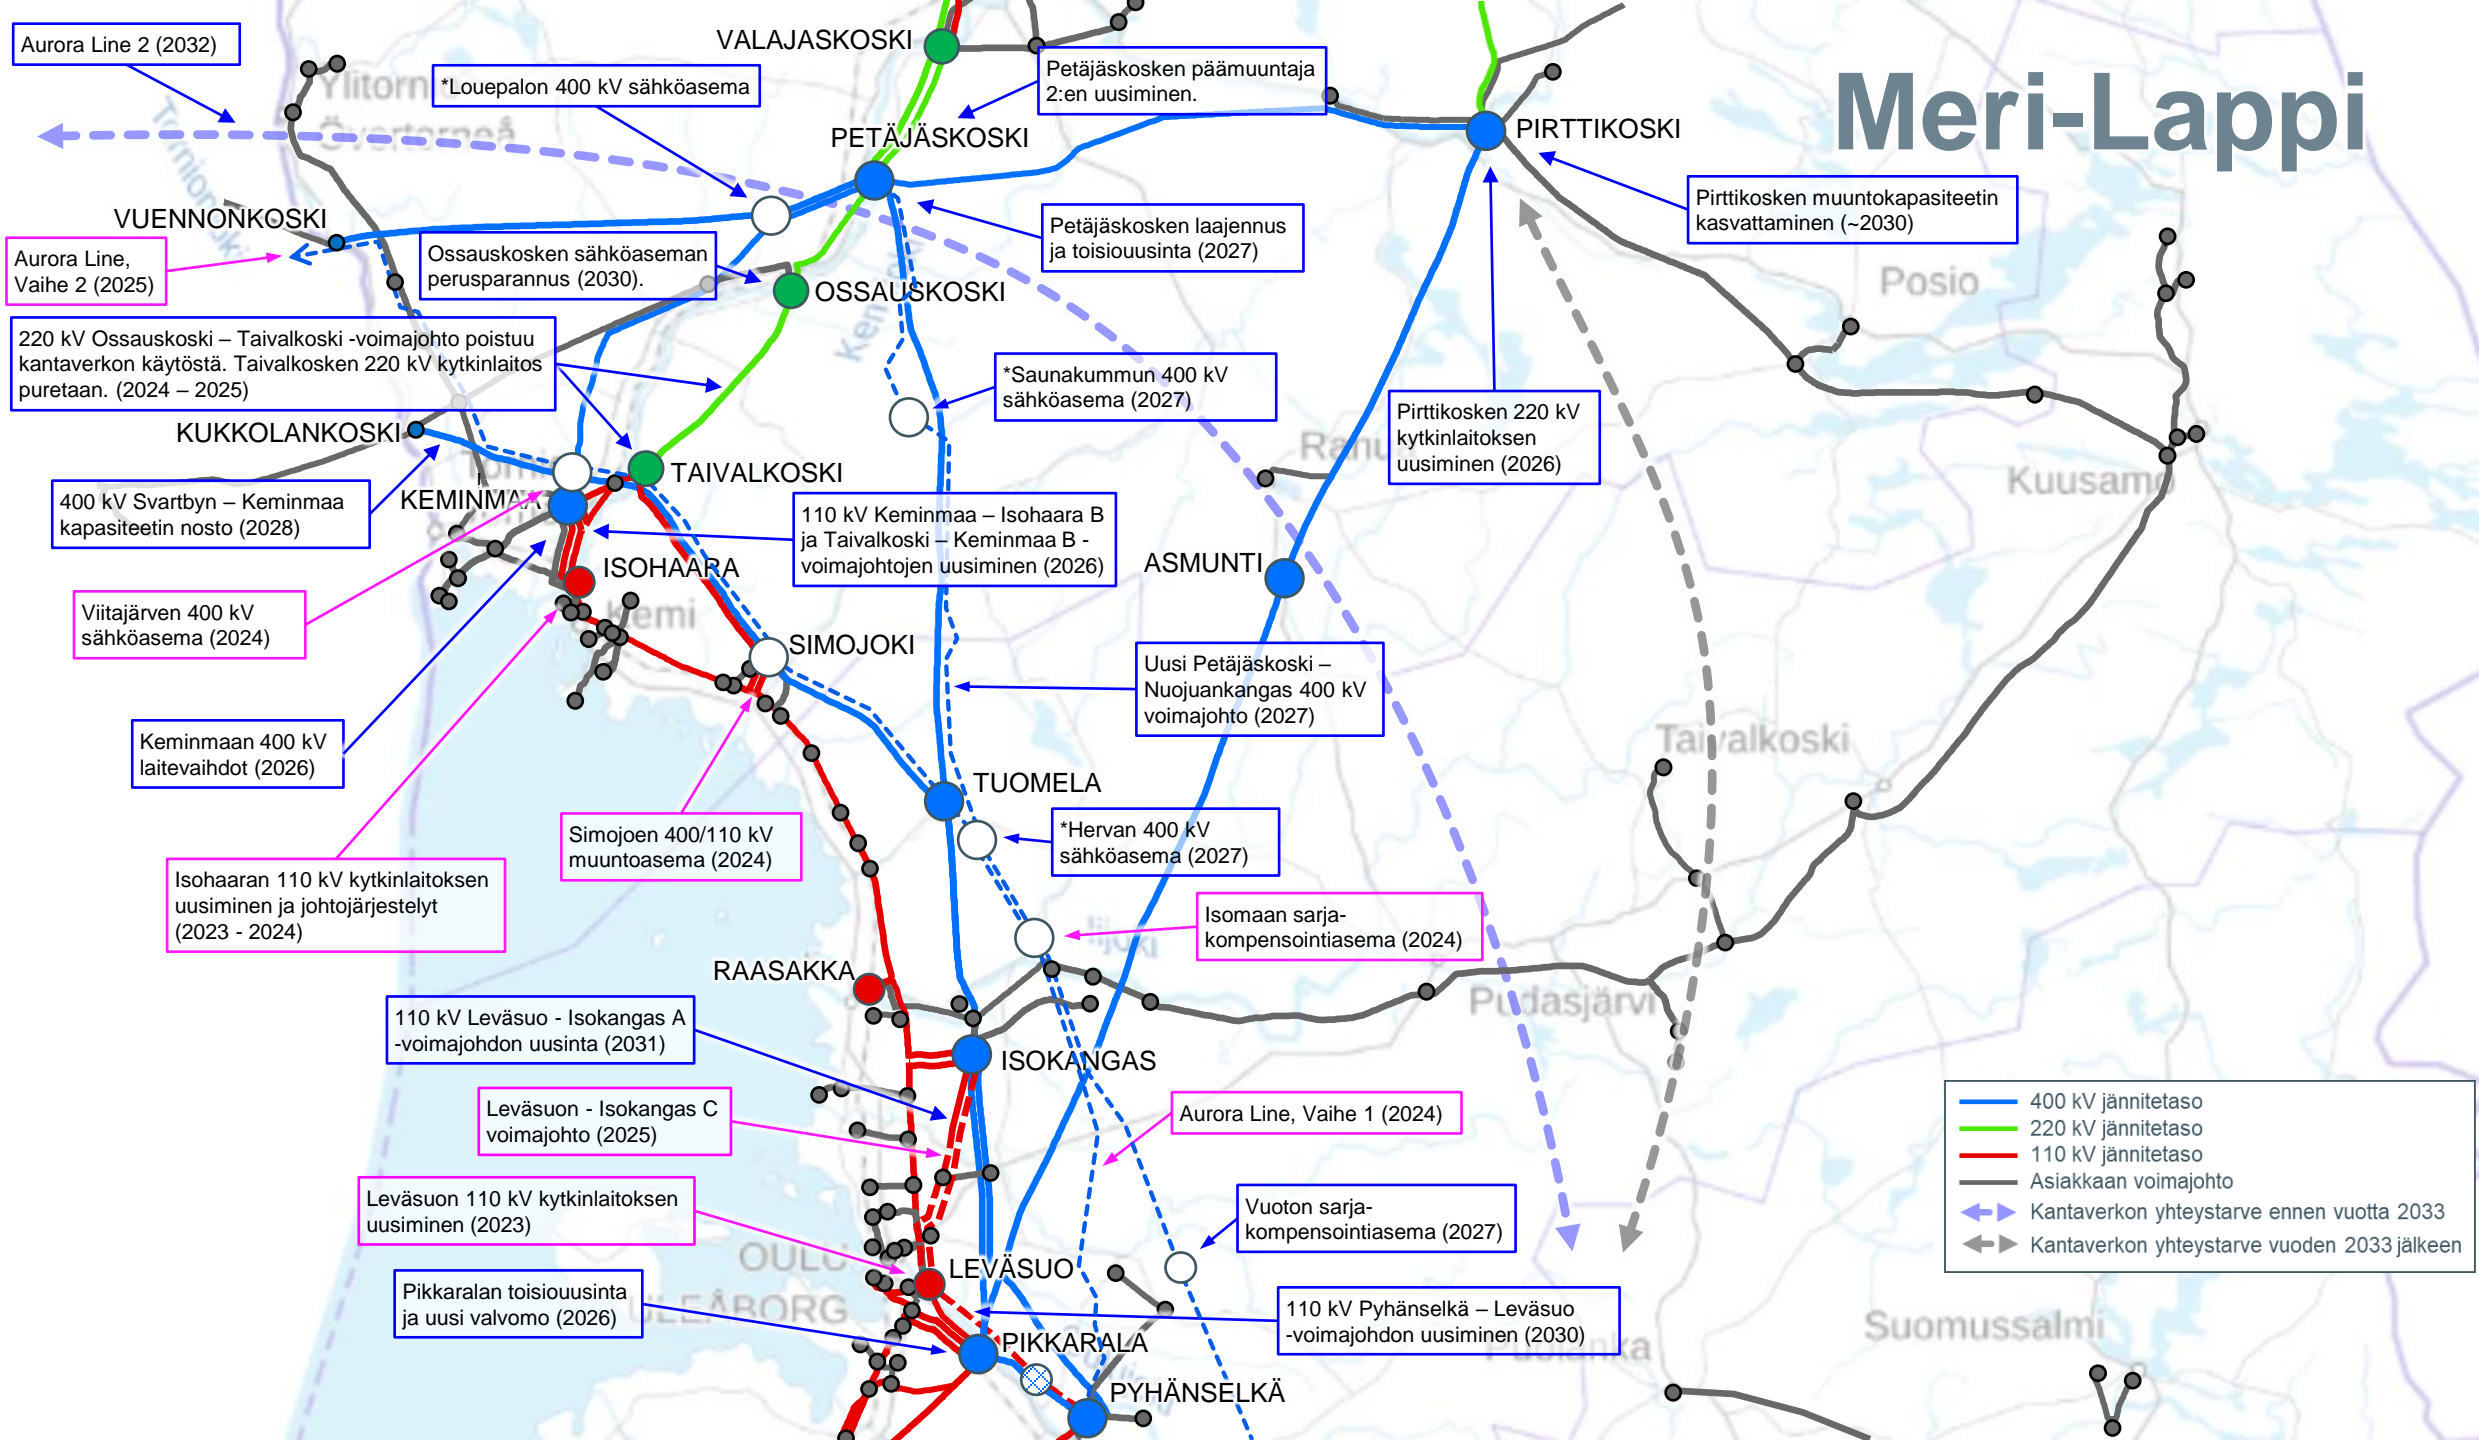 Meri-Lappi
Aurora Line 2 (2032)
*Louepalon 400 kV sähköasema
VALAJASKOSKI
Petäjäskosken päämuuntaja
2:en uusiminen.
PETÄJÄSKOSKI
PIRTTIKOSKI
Pirttikosken muuntokapasiteetin
kasvattaminen (~2030)
Övertorneå
Tornionjoki
VUENNONKOSKI
Aurora Line,
Vaihe 2 (2025)
Ossauskosken sähköaseman
perusparannus (2030).
Petäjäskosken laajennus
ja toisiouusinta (2027)
OSSAUSKOSKI
Posio
220 kV Ossauskoski – Taivalkoski -voimajohto poistuu
kantaverkon käytöstä. Taivalkosken 220 kV kytkinlaitos
puretaan. (2024 – 2025)
*Saunakummun 400 kV
sähköasema (2027)
Pirttikosken 220 kV
kytkinlaitoksen
uusiminen (2026)
KUKKOLANKOSKI
Ranua
TAIVALKOSKI
Kuusamo
400 kV Svartbyn – Keminmaa
kapasiteetin nosto (2028)
KEMINMAA
110 kV Keminmaa – Isohaara B
ja Taivalkoski – Keminmaa B -
voimajohtojen uusiminen (2026)
ISOHAARA
ASMUNTI
Kemi
Viitajärven 400 kV
sähköasema (2024)
SIMOJOKI
Uusi Petäjäskoski –
Nuojuankangas 400 kV
voimajohto (2027)
Keminmaan 400 kV
laitevaihdot (2026)
Taivalkoski
TUOMELA
Simojoen 400/110 kV
muuntoasema (2024)
*Hervan 400 kV
sähköasema (2027)
Isohaaran 110 kV kytkinlaitoksen
uusiminen ja johtojärjestelyt
(2023 - 2024)
Isomaan sarja-
kompensointiasema (2024)
Iijoki
RAASAKKA
Pudasjärvi
110 kV Leväsuo - Isokangas A
-voimajohdon uusinta (2031)
ISOKANGAS
Leväsuon - Isokangas C
voimajohto (2025)
Aurora Line, Vaihe 1 (2024)
400 kV jännitetaso
220 kV jännitetaso
110 kV jännitetaso
Asiakkaan voimajohto
Kantaverkon yhteystarve ennen vuotta 2033
Kantaverkon yhteystarve vuoden 2033 jälkeen
Leväsuon 110 kV kytkinlaitoksen
uusiminen (2023)
Vuoton sarja-
kompensointiasema (2027)
OULU
ULEÅBORG
LEVÄSUO
Pikkaralan toisiouusinta
ja uusi valvomo (2026)
110 kV Pyhänselkä – Leväsuo
-voimajohdon uusiminen (2030)
PIKKARALA
Puolanka
Suomussalmi
PYHÄNSELKÄ